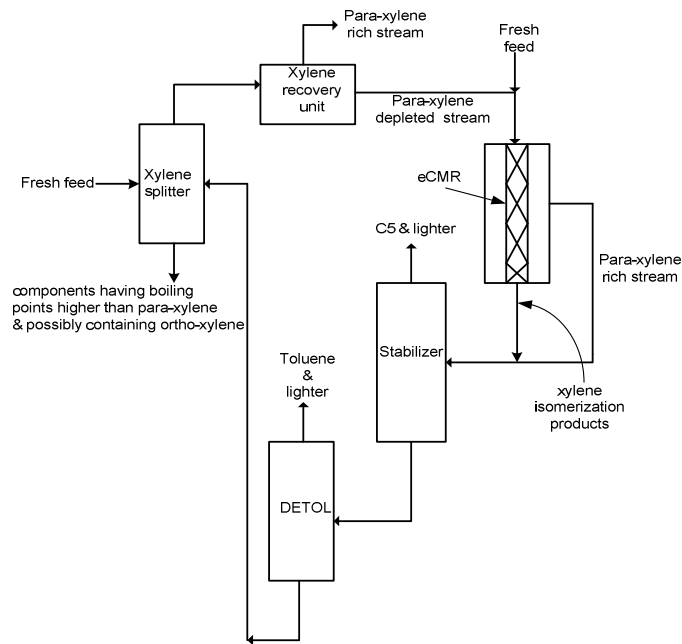 Para-xylene
rich stream
Fresh
feed
Xylene
recovery
unit
Para-xylene
depleted stream
Xylene
splitter
Fresh feed
eCMR
C5 & lighter
Para-xylene
rich stream
components having boiling
points higher than para-xylene
& possibly containing ortho-xylene
Stabilizer
Toluene
&
lighter
xylene
isomerization
products
DETOL